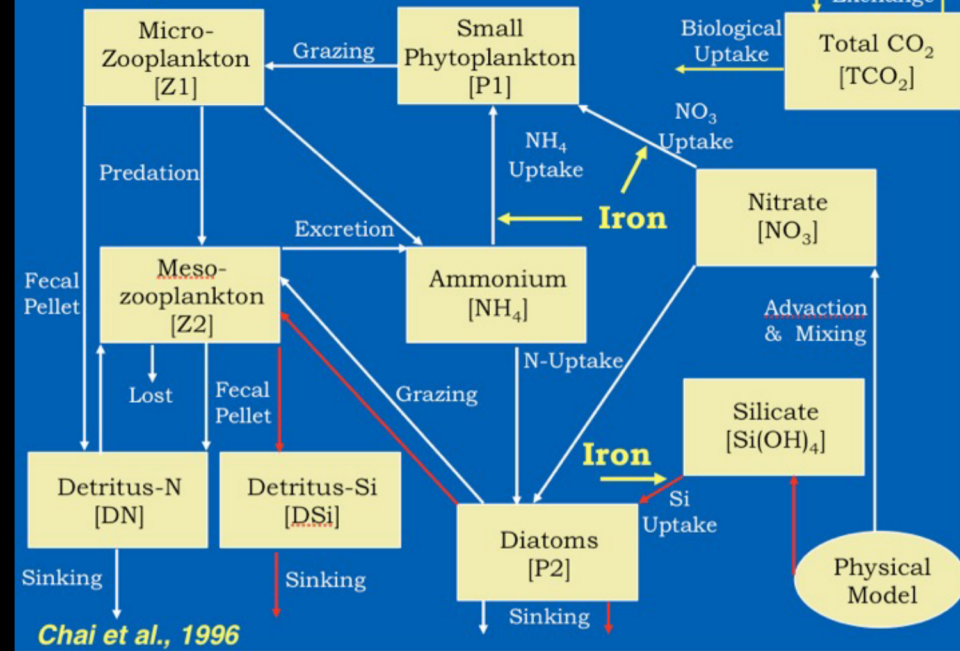 Exchange
Micro-
Zooplankton
[Z1]
Grazing
Small
Phytoplankton
[P1]
Biological
Uptake
Total CO₂
[TCO₂]
NO₃
Uptake
NH₄
Uptake
Predation
Iron
Nitrate
[NO₃]
Excretion
Fecal
Pellet
Meso-
zooplankton
[Z2]
Ammonium
[NH₄]
Advaction
& Mixing
Lost
Fecal
Pellet
Grazing
N-Uptake
Silicate
[Si(OH)₄]
Iron
Si
Uptake
Detritus-N
[DN]
Detritus-Si
[DSi]
Diatoms
[P2]
Physical
Model
Sinking
Sinking
Sinking
Chai et al., 1996